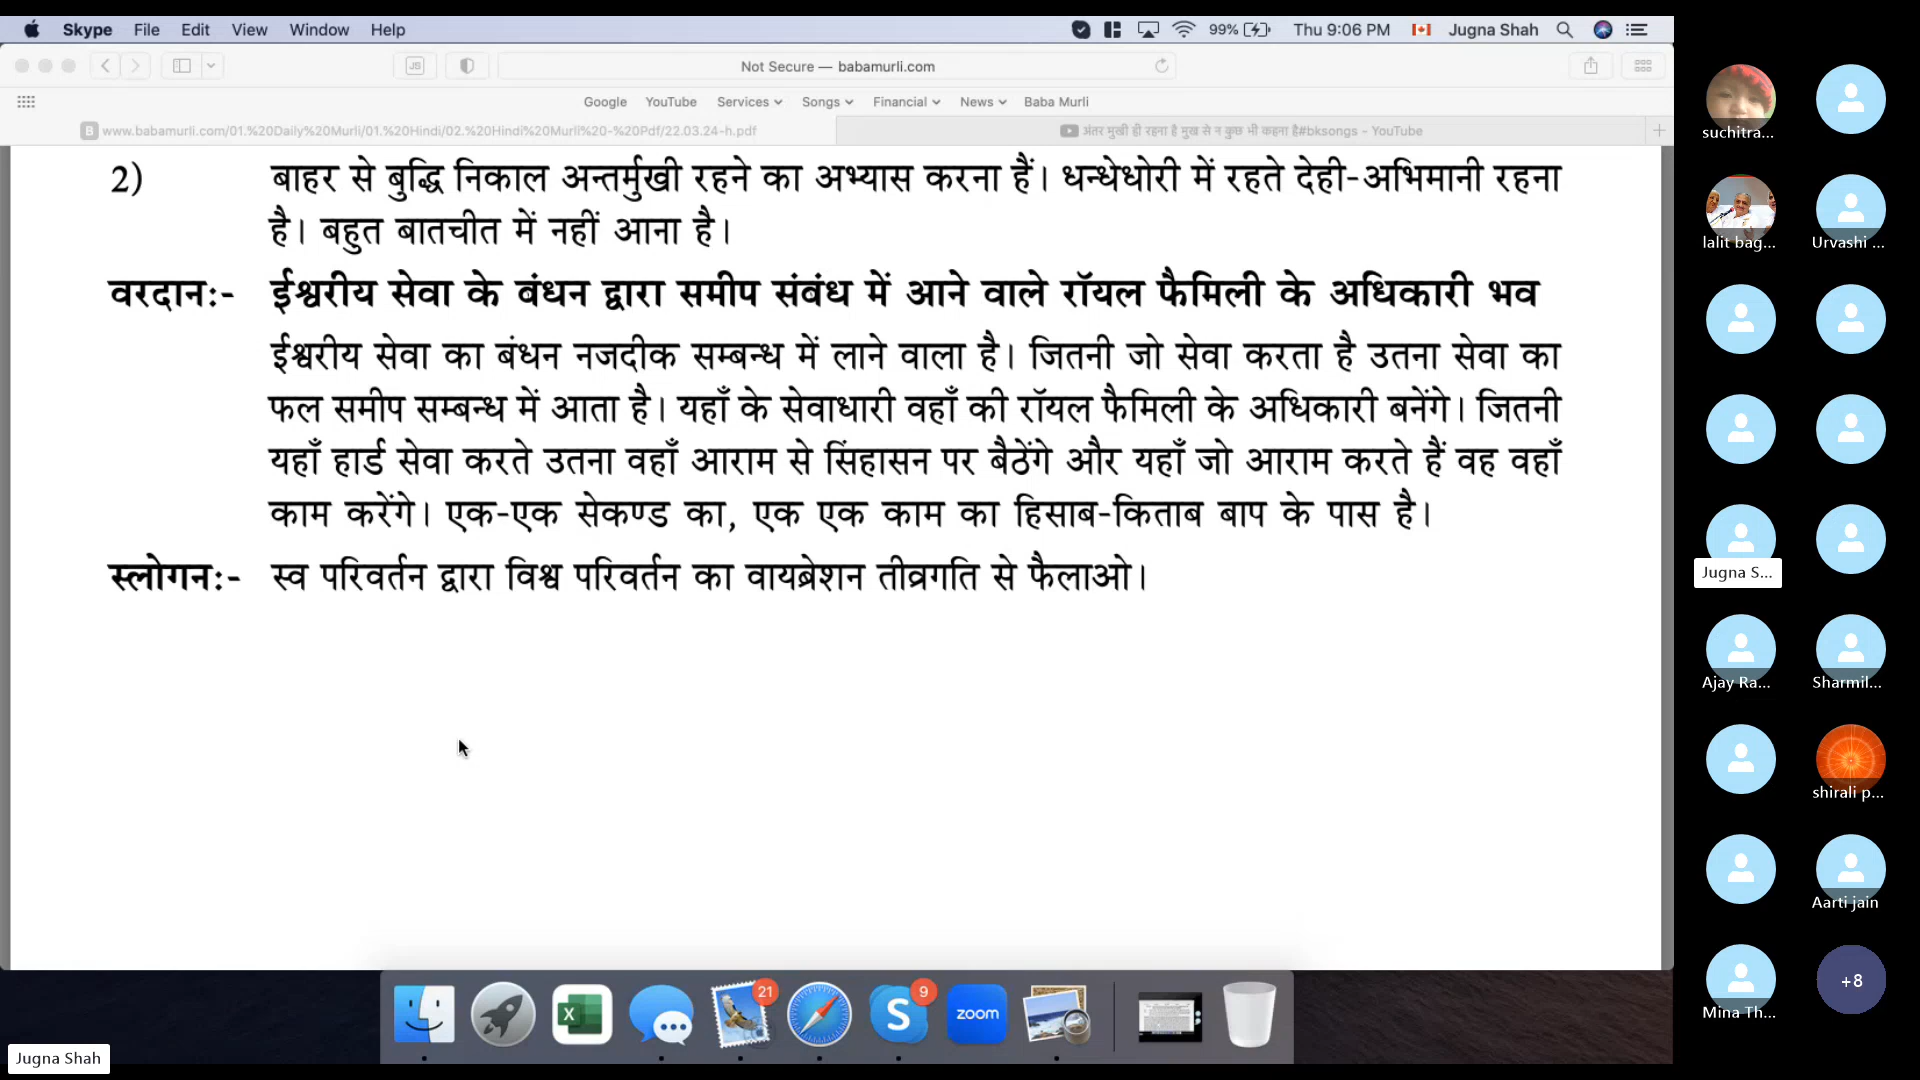 Skype File Edit View Window Help 99% Thu 9:06 PM Jugna Shah
Not Secure — babamurli.com
Google YouTube Services Songs Financial News Baba Murli
www.babamurli.com/01.%20Daily%20Murli/01.%20Hindi/02.%20Hindi%20Murli%20-%20Pdf/22.03.24-h.pdf
अंतर मुखी ही रहना है मुख से न कुछ भी कहना है#bksongs - YouTube
2) बाहर से बुद्धि निकाल अन्तर्मुखी रहने का अभ्यास करना हैं। धन्धेधोरी में रहते देही-अभिमानी रहना
है। बहुत बातचीत में नहीं आना है।
वरदान:- ईश्वरीय सेवा के बंधन द्वारा समीप संबंध में आने वाले रॉयल फैमिली के अधिकारी भव
ईश्वरीय सेवा का बंधन नजदीक सम्बन्ध में लाने वाला है। जितनी जो सेवा करता है उतना सेवा का
फल समीप सम्बन्ध में आता है। यहाँ के सेवाधारी वहाँ की रॉयल फैमिली के अधिकारी बनेंगे। जितनी
यहाँ हार्ड सेवा करते उतना वहाँ आराम से सिंहासन पर बैठेंगे और यहाँ जो आराम करते हैं वह वहाँ
काम करेंगे। एक-एक सेकण्ड का, एक एक काम का हिसाब-किताब बाप के पास है।
स्लोगन:- स्व परिवर्तन द्वारा विश्व परिवर्तन का वायब्रेशन तीव्रगति से फैलाओ।
suchitra...
lalit bag...
Urvashi ...
Jugna S...
Ajay Ra...
Sharmil...
shirali p...
Aarti jain
Mina Th...
+8
21
9
zoom
Jugna Shah